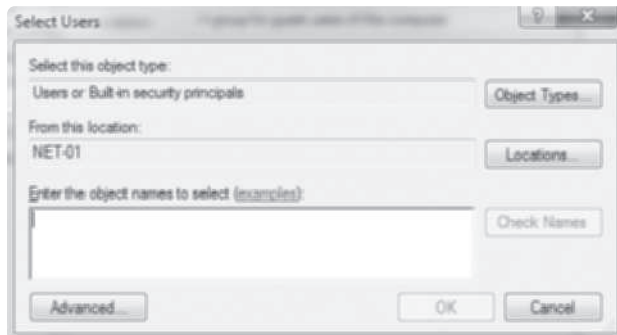 Select Users
Select this object type:
Users or Built-in security principals
Object Types...
From this location:
NET-01
Locations...
Enter the object names to select (examples):
Check Names
Advanced...
OK
Cancel